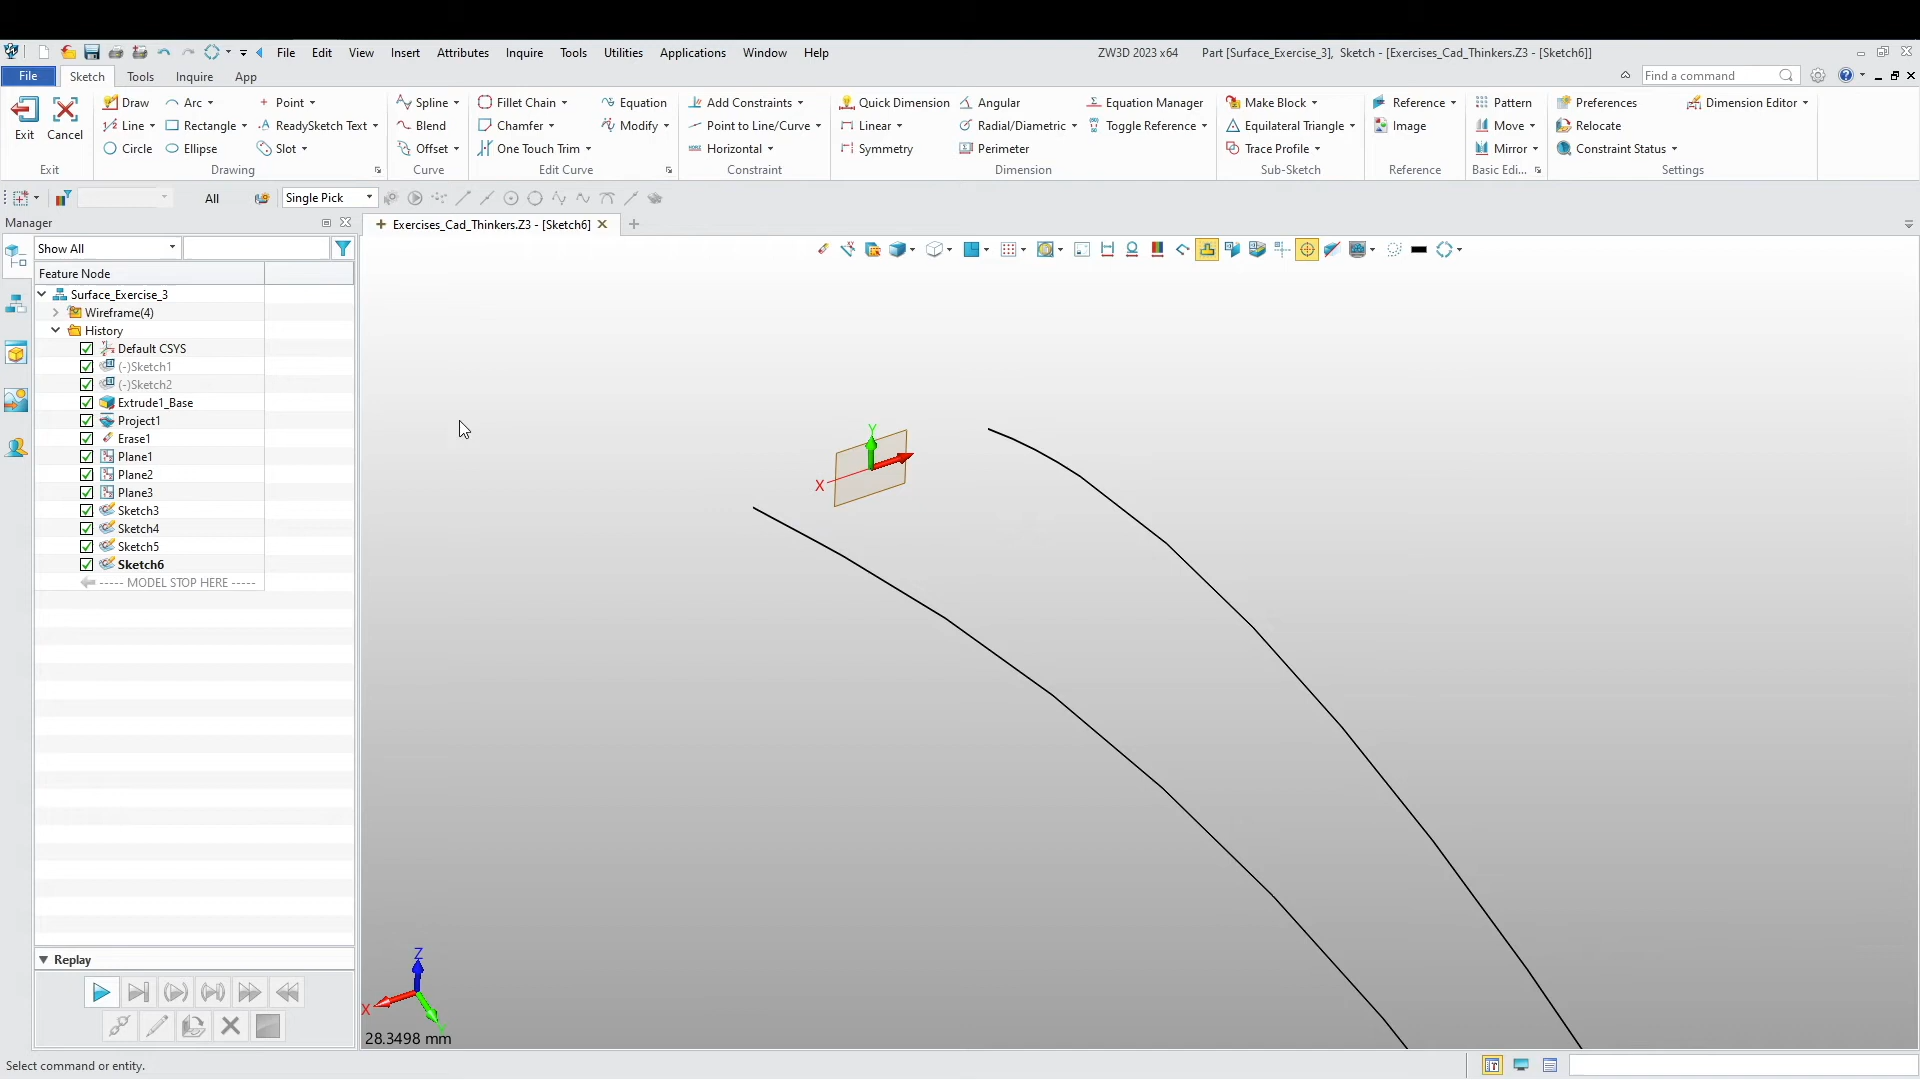 File Edit View Insert Attributes Inquire Tools Utilities Applications Window Help ZW3D 2023 x64 Part [Surface_Exercise_3], Sketch - [Exercises_Cad_Thinkers.Z3 - [Sketch6]]
File Sketch Tools Inquire App Find a command
Draw Arc Point Spline Fillet Chain Equation Add Constraints Quick Dimension Angular Equation Manager Make Block Reference Pattern Preferences Dimension Editor
Exit Cancel Line Rectangle ReadySketch Text Blend Chamfer Modify Point to Line/Curve Linear Radial/Diametric Toggle Reference Equilateral Triangle Image Move Relocate
Circle Ellipse Slot Offset One Touch Trim Horizontal Symmetry Perimeter Trace Profile Mirror Constraint Status
Exit Drawing Curve Edit Curve Constraint Dimension Sub-Sketch Reference Basic Edi... Settings
All Single Pick
Manager Exercises_Cad_Thinkers.Z3 - [Sketch6]
Show All
Feature Node
Surface_Exercise_3
Wireframe(4)
History
Default CSYS
(-)Sketch1
(-)Sketch2
Extrude1_Base
Project1
Erase1
Plane1
Plane2
Plane3
Sketch3
Sketch4
Sketch5
Sketch6
----- MODEL STOP HERE -----
Y
X
Replay
Z
X
Y
28.3498 mm
Select command or entity.